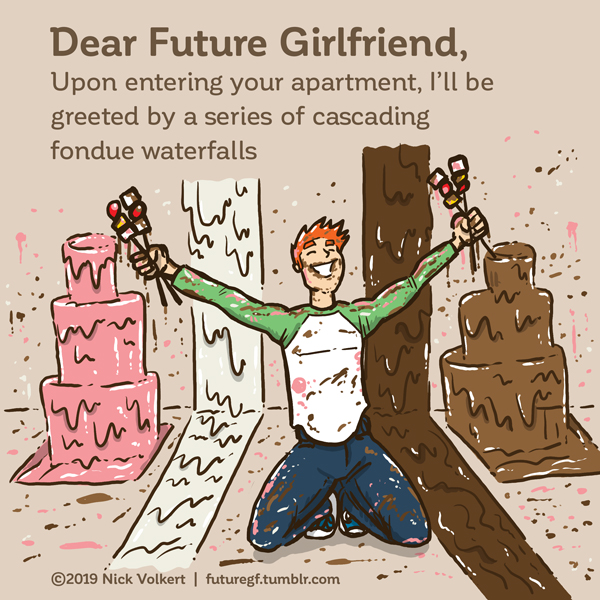 Dear Future Girlfriend,
Upon entering your apartment, I'll be
greeted by a series of cascading
fondue waterfalls
©2019 Nick Volkert | futuregf.tumblr.com